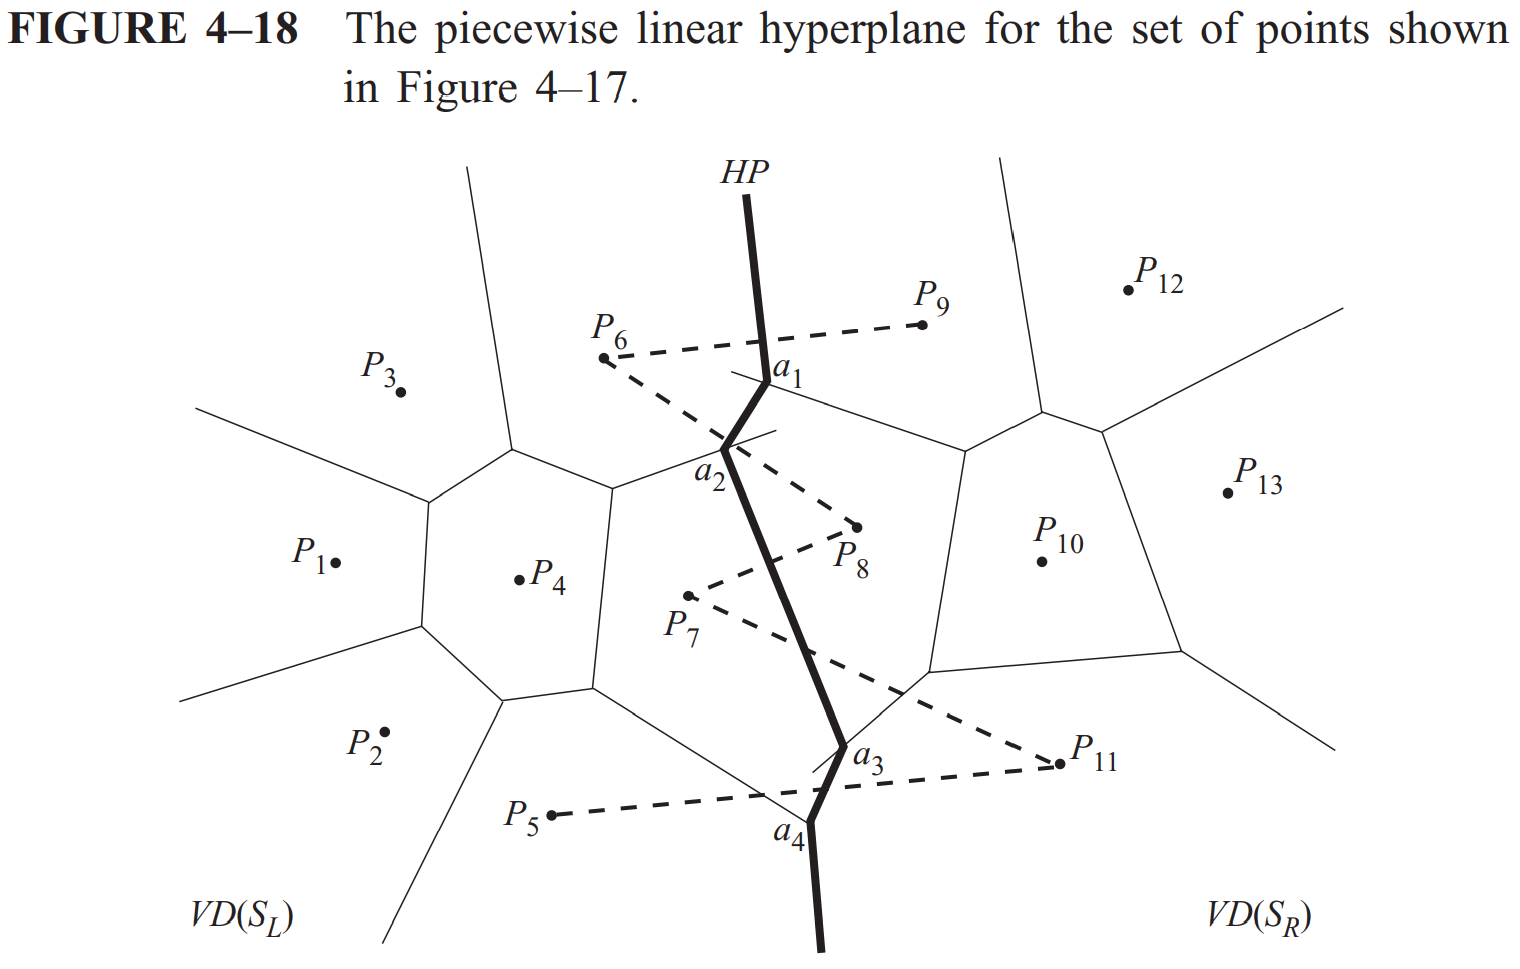 FIGURE 4–18 The piecewise linear hyperplane for the set of points shown
in Figure 4–17.
HP
P12
P9
P6
P3
a1
a2
P13
P10
P1
P8
P4
P7
P2
a3
P11
P5
a4
VD(SL)
VD(SR)